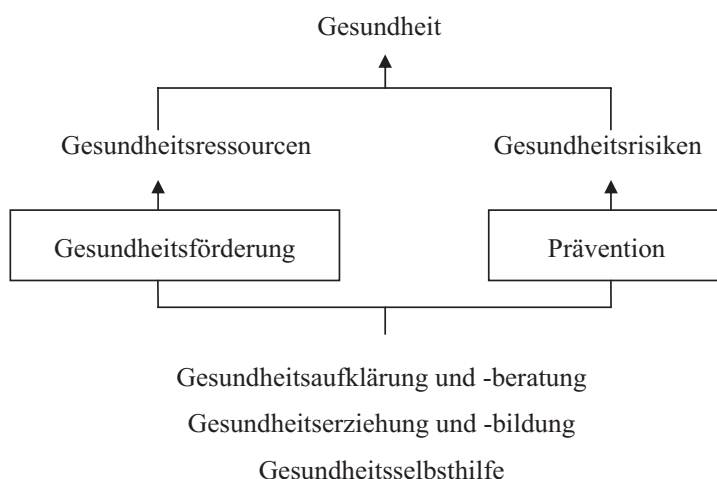 Gesundheit
Gesundheitsressourcen
Gesundheitsrisiken
Gesundheitsförderung
Prävention
Gesundheitsaufklärung und -beratung
Gesundheitserziehung und -bildung
Gesundheitsselbsthilfe